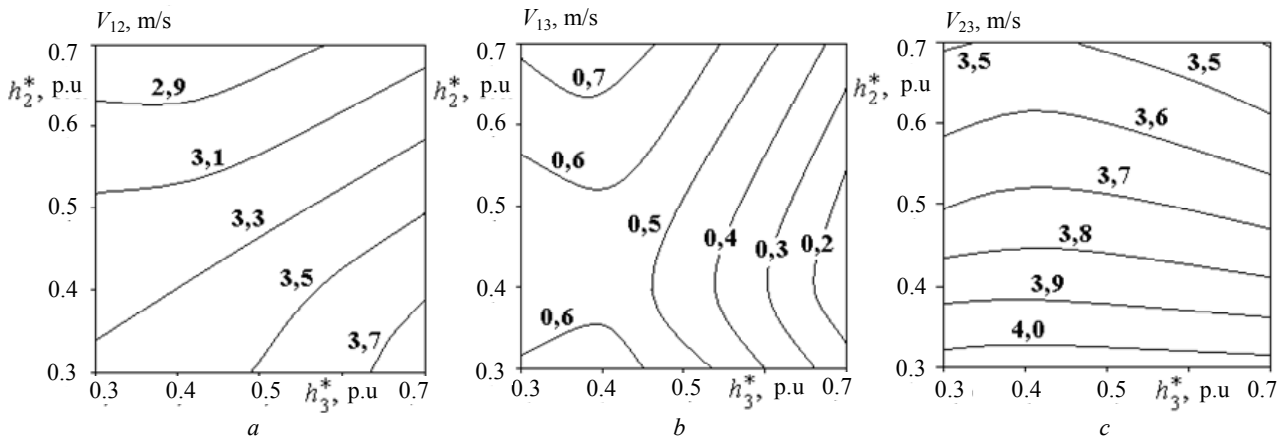 V12, m/s
0.7
h2*, p.u
0.6
0.5
0.4
0.3
2,9
3,1
3,3
3,5
3,7
0.3 0.4 0.5 h3*, p.u 0.7
a
V13, m/s
0.7
h2*, p.u
0.6
0.5
0.4
0.3
0,7
0,6
0,5
0,4
0,3
0,2
0,6
0.3 0.4 0.5 h3*, p.u 0.7
b
V23, m/s
0.7
h2*, p.u
0.6
0.5
0.4
0.3
3,5
3,5
3,6
3,7
3,8
3,9
4,0
0.3 0.4 0.5 h3*, p.u 0.7
c